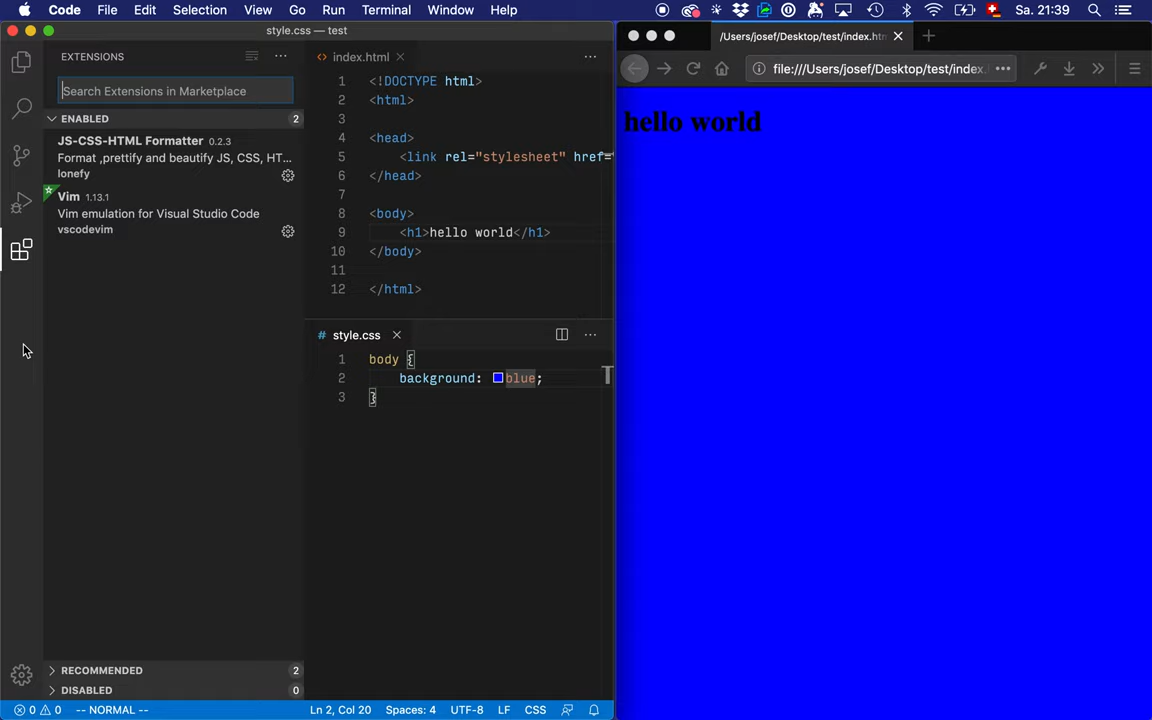 Code File Edit Selection View Go Run Terminal Window Help Sa. 21:39
style.css — test
EXTENSIONS
Search Extensions in Marketplace
ENABLED 2
JS-CSS-HTML Formatter 0.2.3
Format ,prettify and beautify JS, CSS, HT...
lonefy
Vim 1.13.1
Vim emulation for Visual Studio Code
vscodevim
RECOMMENDED 2
DISABLED 0
<> index.html
1 <!DOCTYPE html>
2 <html>
3
4 <head>
5 <link rel="stylesheet" href=
6 </head>
7
8 <body>
9 <h1>hello world</h1>
10 </body>
11
12 </html>
# style.css
1 body {
2 background: blue;
3 }
0 0 -- NORMAL -- Ln 2, Col 20 Spaces: 4 UTF-8 LF CSS
/Users/josef/Desktop/test/index.htm
file:///Users/josef/Desktop/test/index.
hello world